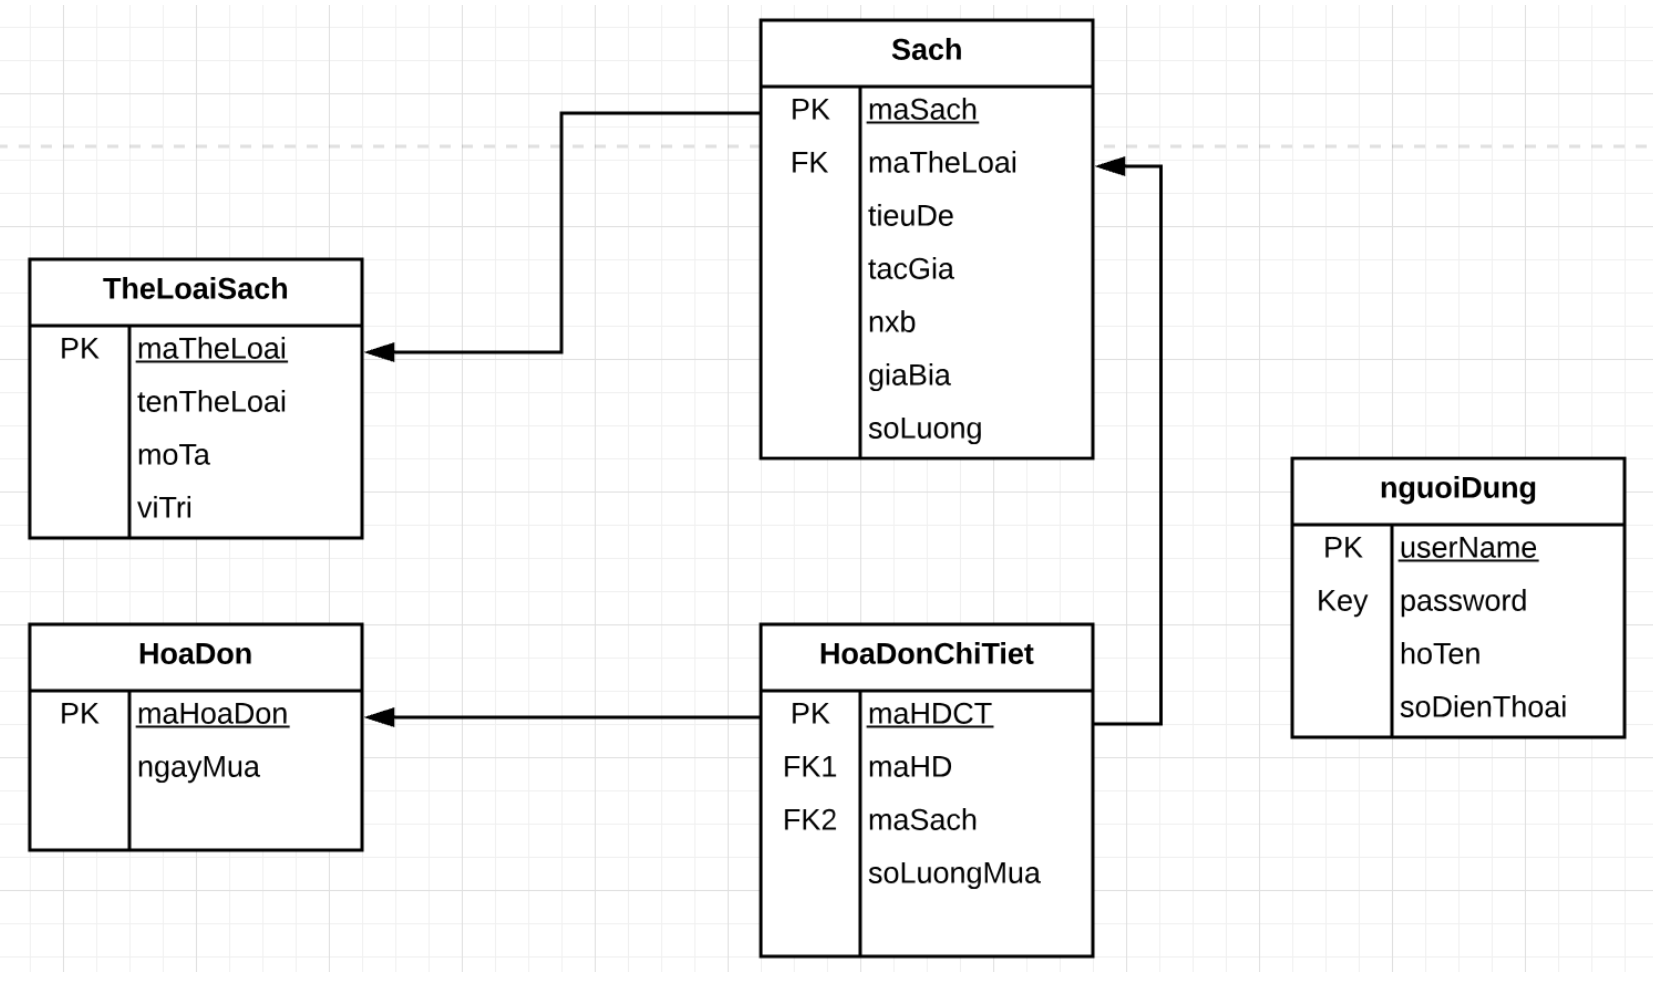 Sach
PK maSach
FK maTheLoai
tieuDe
tacGia
nxb
giaBia
soLuong
TheLoaiSach
PK maTheLoai
tenTheLoai
moTa
viTri
nguoiDung
PK userName
Key password
hoTen
soDienThoai
HoaDon
PK maHoaDon
ngayMua
HoaDonChiTiet
PK maHDCT
FK1 maHD
FK2 maSach
soLuongMua